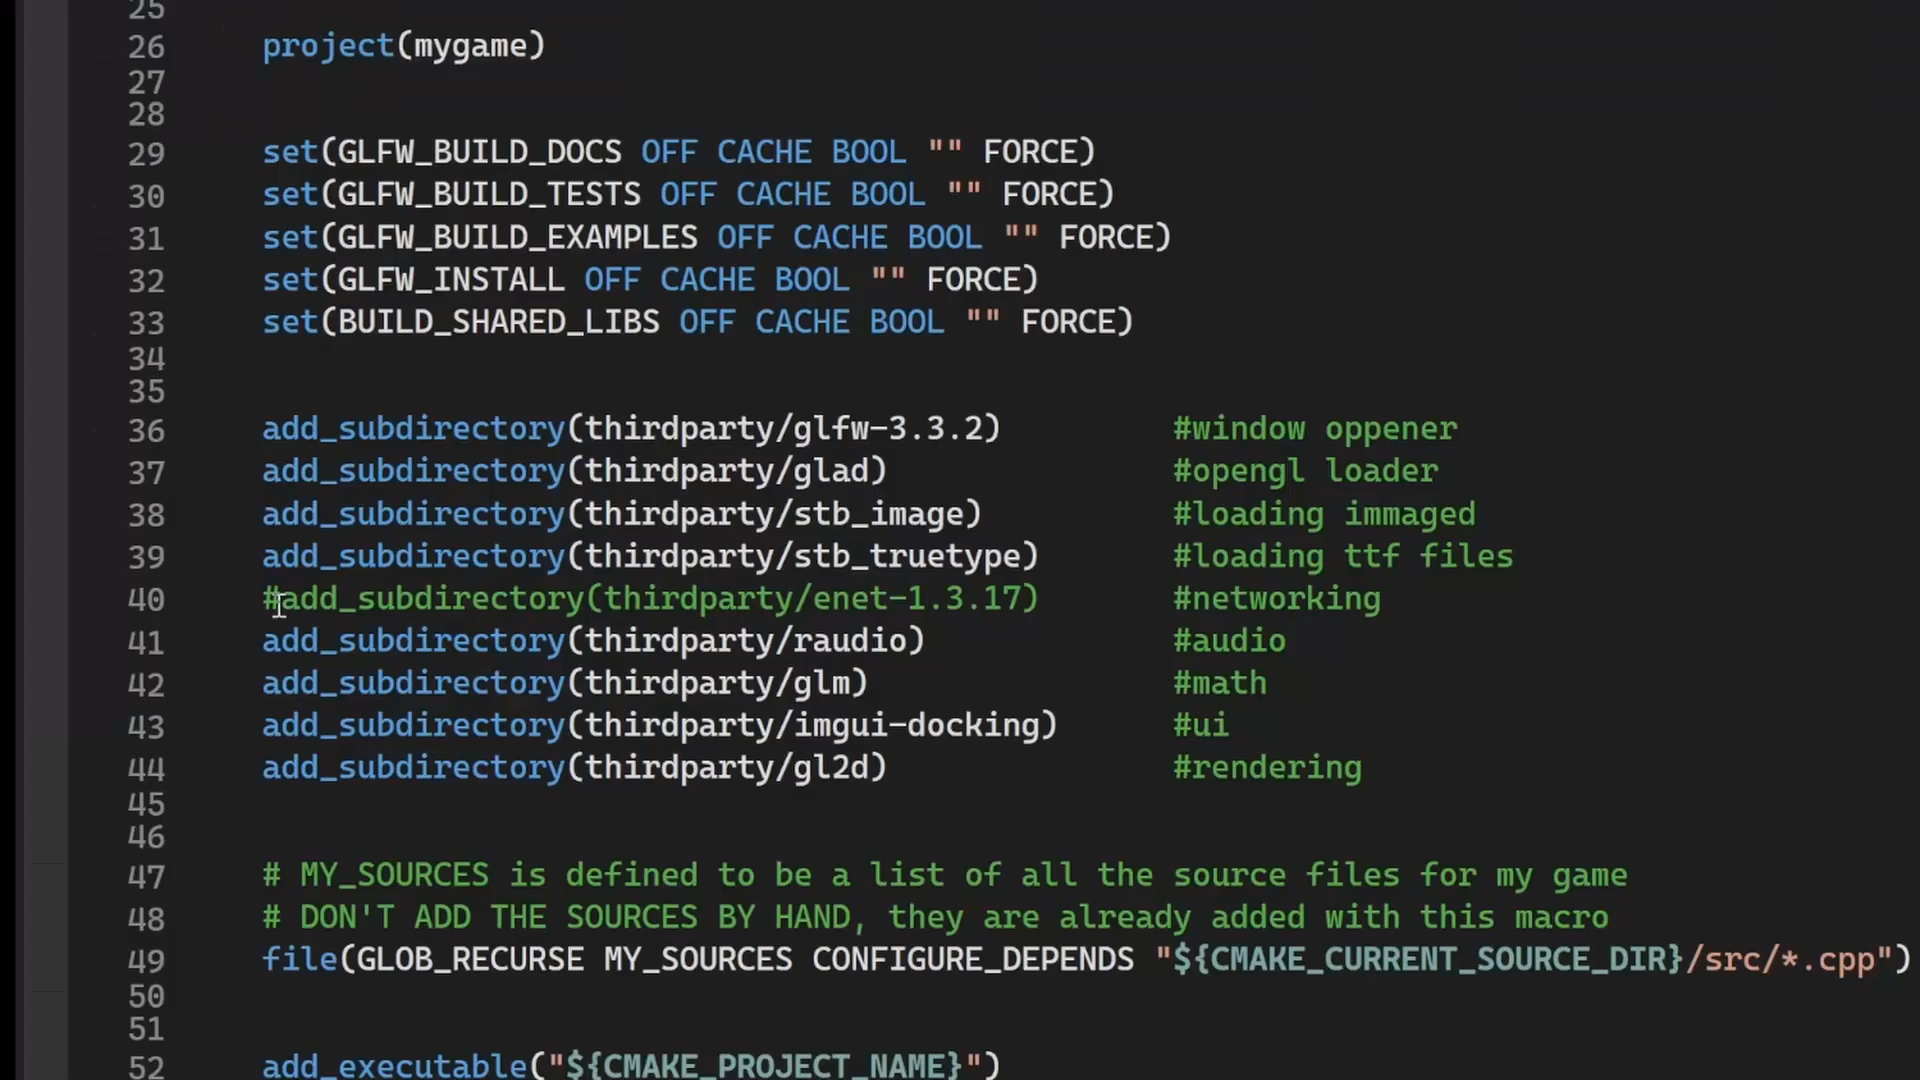 25
26 project(mygame)
27
28
29 set(GLFW_BUILD_DOCS OFF CACHE BOOL "" FORCE)
30 set(GLFW_BUILD_TESTS OFF CACHE BOOL "" FORCE)
31 set(GLFW_BUILD_EXAMPLES OFF CACHE BOOL "" FORCE)
32 set(GLFW_INSTALL OFF CACHE BOOL "" FORCE)
33 set(BUILD_SHARED_LIBS OFF CACHE BOOL "" FORCE)
34
35
36 add_subdirectory(thirdparty/glfw-3.3.2) #window oppener
37 add_subdirectory(thirdparty/glad) #opengl loader
38 add_subdirectory(thirdparty/stb_image) #loading immaged
39 add_subdirectory(thirdparty/stb_truetype) #loading ttf files
40 #add_subdirectory(thirdparty/enet-1.3.17) #networking
41 add_subdirectory(thirdparty/raudio) #audio
42 add_subdirectory(thirdparty/glm) #math
43 add_subdirectory(thirdparty/imgui-docking) #ui
44 add_subdirectory(thirdparty/gl2d) #rendering
45
46
47 # MY_SOURCES is defined to be a list of all the source files for my game
48 # DON'T ADD THE SOURCES BY HAND, they are already added with this macro
49 file(GLOB_RECURSE MY_SOURCES CONFIGURE_DEPENDS "${CMAKE_CURRENT_SOURCE_DIR}/src/*.cpp")
50
51
52 add_executable("${CMAKE_PROJECT_NAME}")